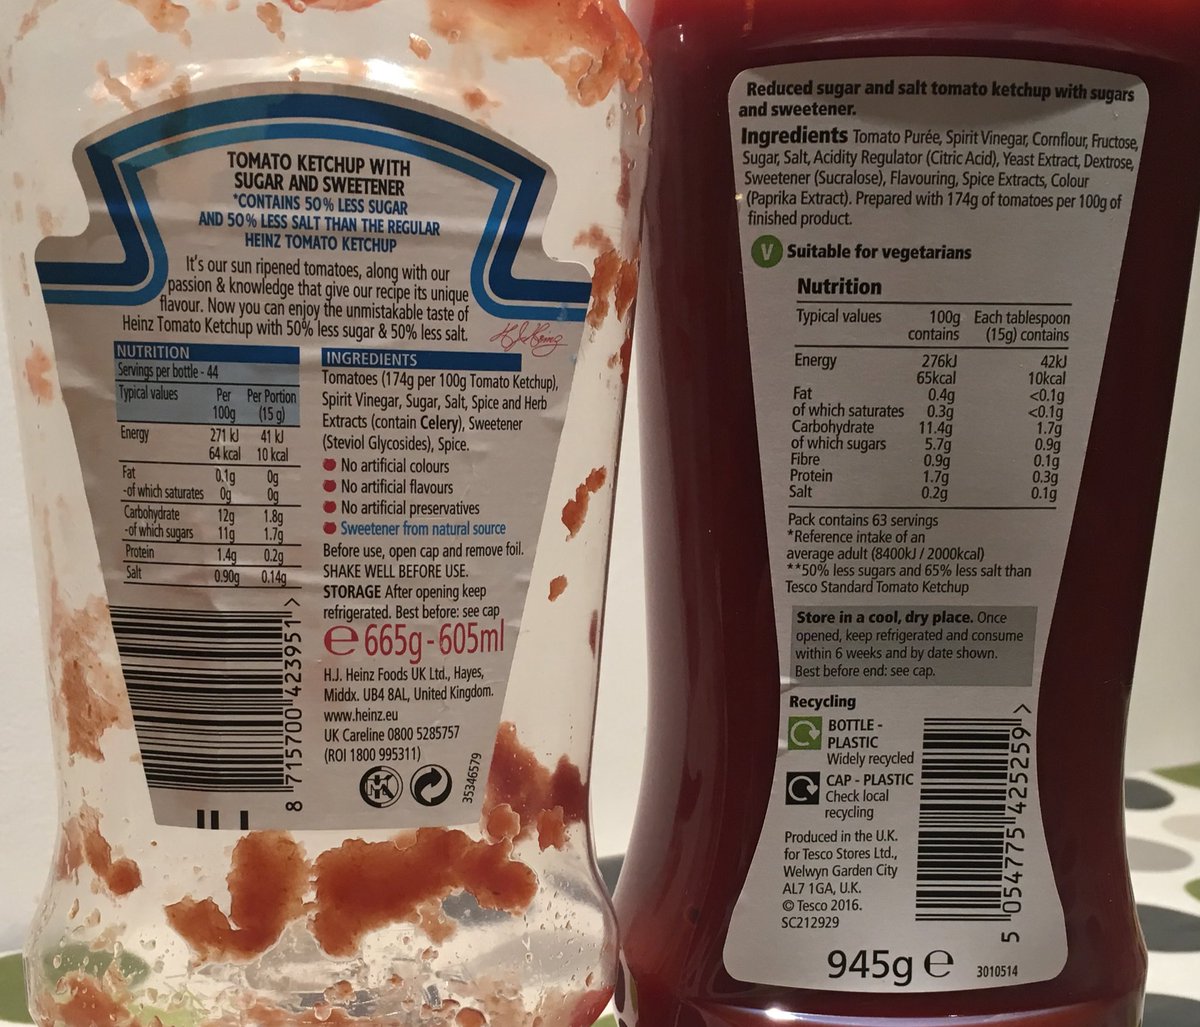 TOMATO KETCHUP WITH
SUGAR AND SWEETENER
*CONTAINS 50% LESS SUGAR
AND 50% LESS SALT THAN THE REGULAR
HEINZ TOMATO KETCHUP
It's our sun ripened tomatoes, along with our
passion & knowledge that give our recipe its unique
flavour. Now you can enjoy the unmistakable taste of
Heinz Tomato Ketchup with 50% less sugar & 50% less salt.
NUTRITION
Servings per bottle - 44
Typical values Per 100g Per Portion (15 g)
Energy 271 kJ 41 kJ
64 kcal 10 kcal
Fat 0.1g 0g
-of which saturates 0g 0g
Carbohydrate 12g 1.8g
-of which sugars 11g 1.7g
Protein 1.4g 0.2g
Salt 0.90g 0.14g
8 715700 423951 >
INGREDIENTS
Tomatoes (174g per 100g Tomato Ketchup),
Spirit Vinegar, Sugar, Salt, Spice and Herb
Extracts (contain Celery), Sweetener
(Steviol Glycosides), Spice.
No artificial colours
No artificial flavours
No artificial preservatives
Sweetener from natural source
Before use, open cap and remove foil.
SHAKE WELL BEFORE USE.
STORAGE After opening keep
refrigerated. Best before: see cap
e 665g - 605ml
H.J. Heinz Foods UK Ltd., Hayes,
Middx. UB4 8AL, United Kingdom.
www.heinz.eu
UK Careline 0800 5285757
(ROI 1800 995311)
35346579
Reduced sugar and salt tomato ketchup with sugars
and sweetener.
Ingredients Tomato Purée, Spirit Vinegar, Cornflour, Fructose,
Sugar, Salt, Acidity Regulator (Citric Acid), Yeast Extract, Dextrose,
Sweetener (Sucralose), Flavouring, Spice Extracts, Colour
(Paprika Extract). Prepared with 174g of tomatoes per 100g of
finished product.
V Suitable for vegetarians
Nutrition
Typical values 100g Each tablespoon
contains (15g) contains
Energy 276kJ 42kJ
65kcal 10kcal
Fat 0.4g <0.1g
of which saturates 0.3g <0.1g
Carbohydrate 11.4g 1.7g
of which sugars 5.7g 0.9g
Fibre 0.9g 0.1g
Protein 1.7g 0.3g
Salt 0.2g 0.1g
Pack contains 63 servings
*Reference intake of an
average adult (8400kJ / 2000kcal)
**50% less sugars and 65% less salt than
Tesco Standard Tomato Ketchup
Store in a cool, dry place. Once
opened, keep refrigerated and consume
within 6 weeks and by date shown.
Best before end: see cap.
Recycling
BOTTLE -
PLASTIC
Widely recycled
CAP - PLASTIC
Check local
recycling
Produced in the U.K.
for Tesco Stores Ltd.,
Welwyn Garden City
AL7 1GA, U.K.
© Tesco 2016.
SC212929
5 054775 425259 >
945g e
3010514